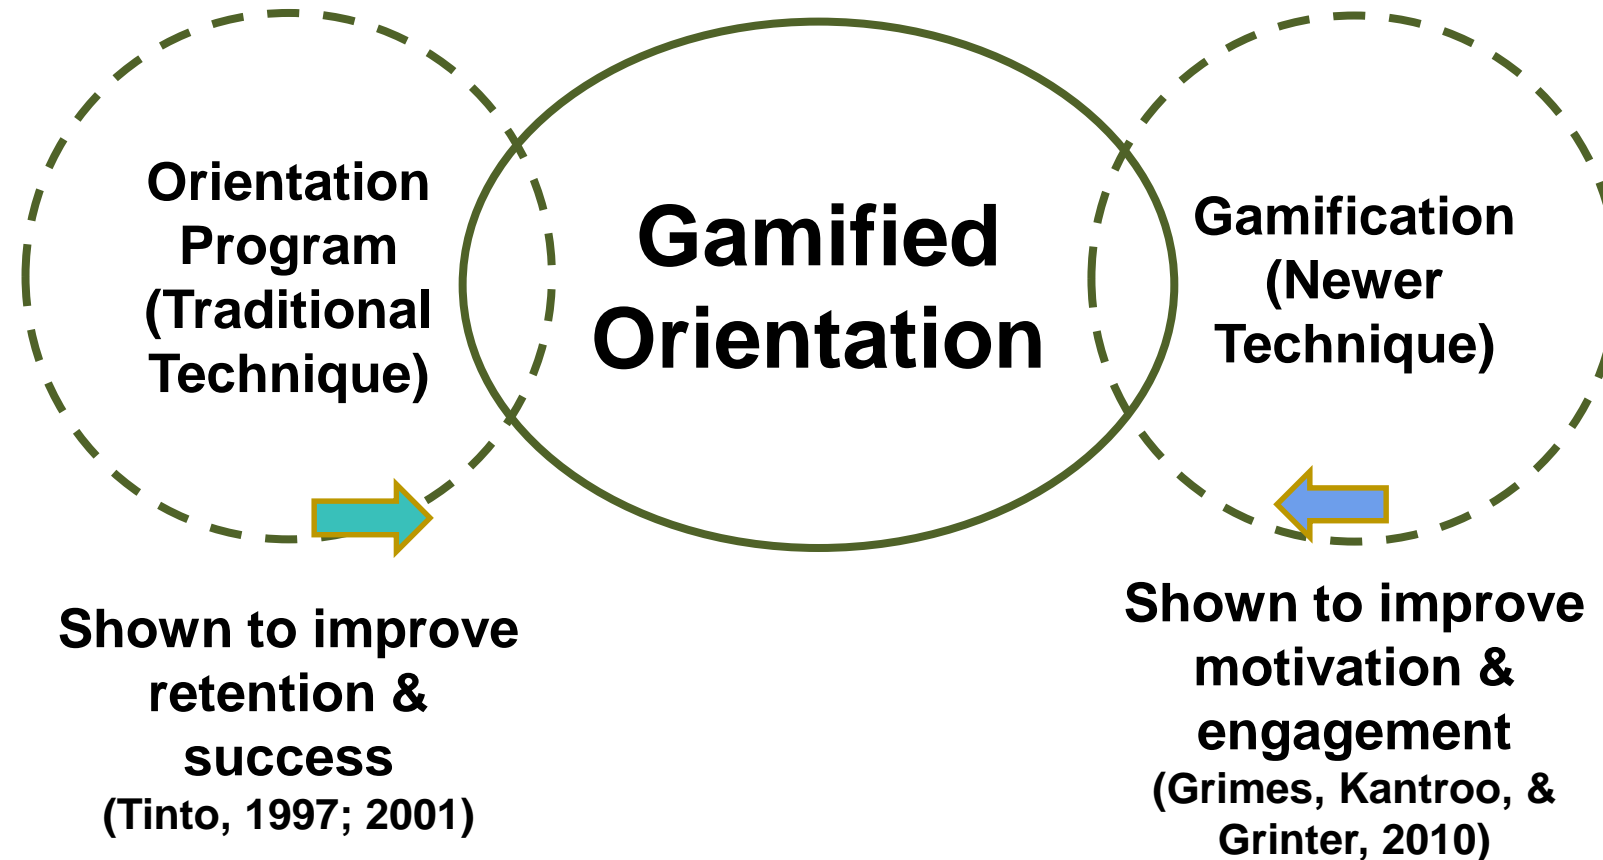 Orientation
Program
(Traditional
Technique)
Gamified
Orientation
Gamification
(Newer
Technique)
Shown to improve
retention &
success
(Tinto, 1997; 2001)
Shown to improve
motivation &
engagement
(Grimes, Kantroo, &
Grinter, 2010)